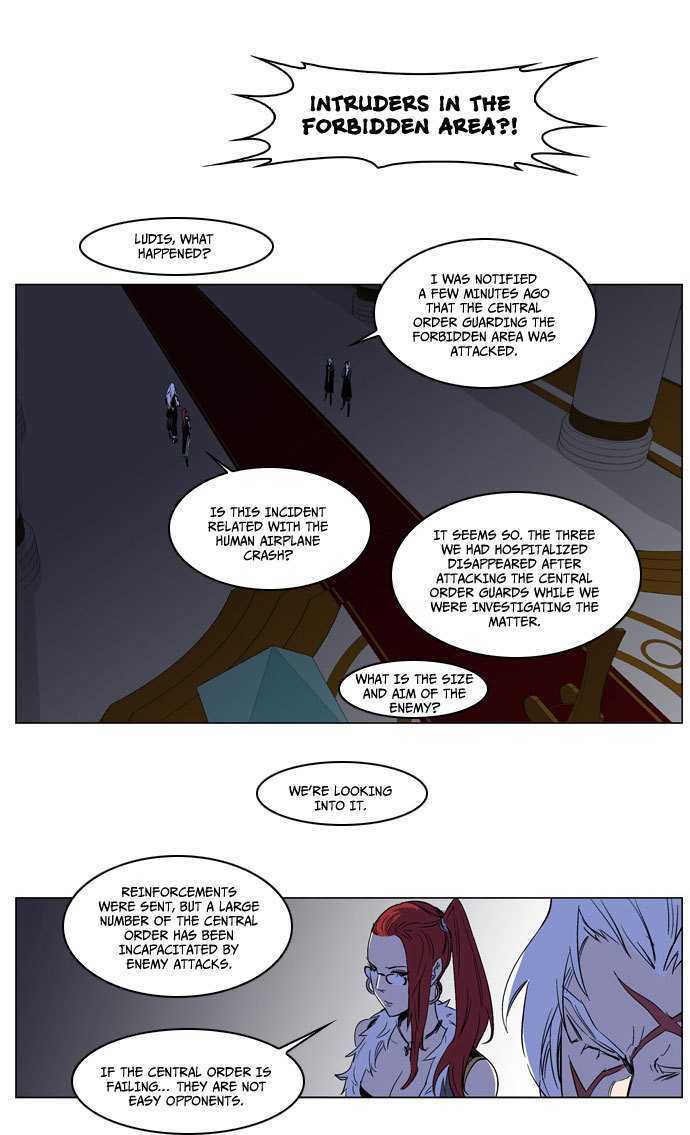 INTRUDERS IN THE
FORBIDDEN AREA?!
LUDIS, WHAT
HAPPENED?
I WAS NOTIFIED
A FEW MINUTES AGO
THAT THE CENTRAL
ORDER GUARDING THE
FORBIDDEN AREA WAS
ATTACKED.
IS THIS INCIDENT
RELATED WITH THE
HUMAN AIRPLANE
CRASH?
IT SEEMS SO. THE THREE
WE HAD HOSPITALIZED
DISAPPEARED AFTER
ATTACKING THE CENTRAL
ORDER GUARDS WHILE WE
WERE INVESTIGATING THE
MATTER.
WHAT IS THE SIZE
AND AIM OF THE
ENEMY?
WE'RE LOOKING
INTO IT.
REINFORCEMENTS
WERE SENT, BUT A LARGE
NUMBER OF THE CENTRAL
ORDER HAS BEEN
INCAPACITATED BY
ENEMY ATTACKS.
IF THE CENTRAL ORDER IS
FAILING... THEY ARE NOT
EASY OPPONENTS.